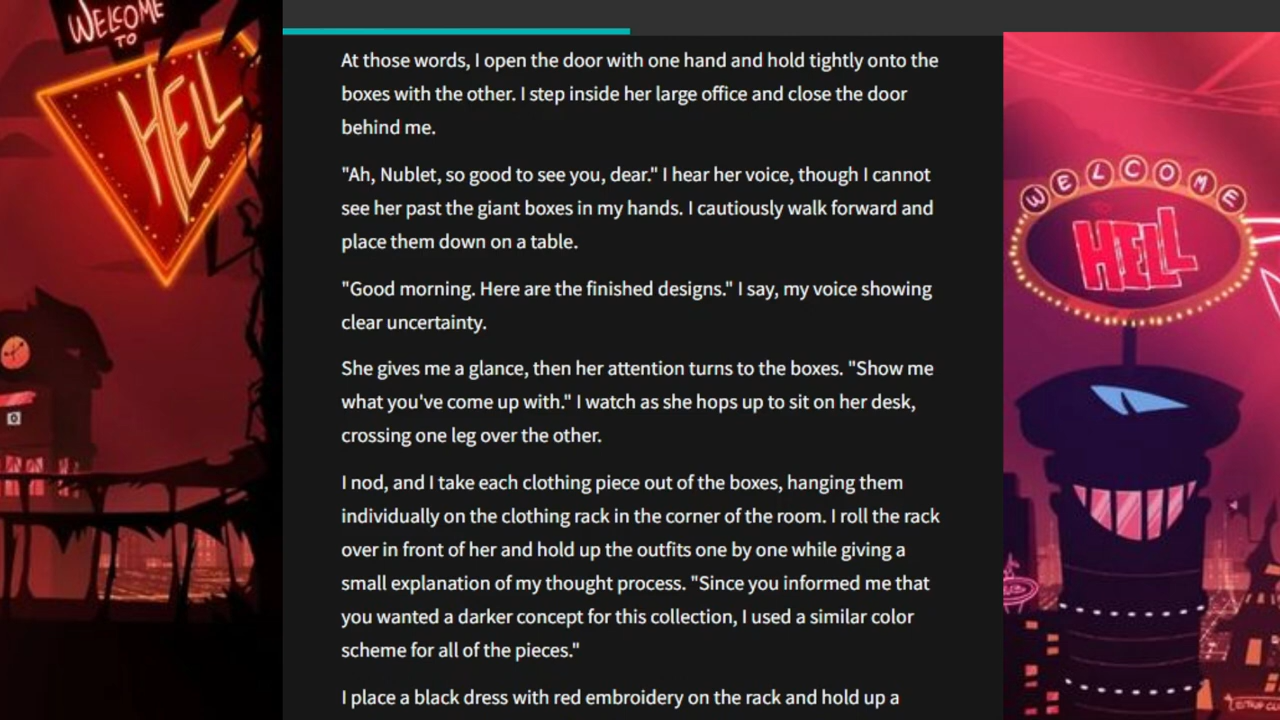 WELCOME
TO
HELL
At those words, I open the door with one hand and hold tightly onto the
boxes with the other. I step inside her large office and close the door
behind me.
"Ah, Nublet, so good to see you, dear." I hear her voice, though I cannot
see her past the giant boxes in my hands. I cautiously walk forward and
place them down on a table.
"Good morning. Here are the finished designs." I say, my voice showing
clear uncertainty.
She gives me a glance, then her attention turns to the boxes. "Show me
what you've come up with." I watch as she hops up to sit on her desk,
crossing one leg over the other.
I nod, and I take each clothing piece out of the boxes, hanging them
individually on the clothing rack in the corner of the room. I roll the rack
over in front of her and hold up the outfits one by one while giving a
small explanation of my thought process. "Since you informed me that
you wanted a darker concept for this collection, I used a similar color
scheme for all of the pieces."
I place a black dress with red embroidery on the rack and hold up a
WELCOME
HELL